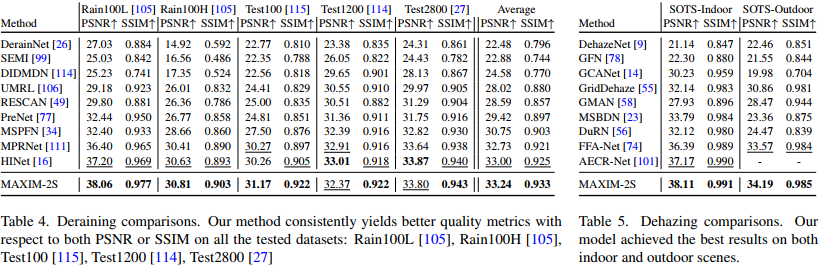 Rain100L [105] Rain100H [105] Test100 [115] Test1200 [114] Test2800 [27] Average
Method PSNR↑ SSIM↑ PSNR↑ SSIM↑ PSNR↑ SSIM↑ PSNR↑ SSIM↑ PSNR↑ SSIM↑ PSNR↑ SSIM↑
DerainNet [26] 27.03 0.884 14.92 0.592 22.77 0.810 23.38 0.835 24.31 0.861 22.48 0.796
SEMI [99] 25.03 0.842 16.56 0.486 22.35 0.788 26.05 0.822 24.43 0.782 22.88 0.744
DIDMDN [114] 25.23 0.741 17.35 0.524 22.56 0.818 29.65 0.901 28.13 0.867 24.58 0.770
UMRL [106] 29.18 0.923 26.01 0.832 24.41 0.829 30.55 0.910 29.97 0.905 28.02 0.880
RESCAN [49] 29.80 0.881 26.36 0.786 25.00 0.835 30.51 0.882 31.29 0.904 28.59 0.857
PreNet [77] 32.44 0.950 26.77 0.858 24.81 0.851 31.36 0.911 31.75 0.916 29.42 0.897
MSPFN [34] 32.40 0.933 28.66 0.860 27.50 0.876 32.39 0.916 32.82 0.930 30.75 0.903
MPRNet [111] 36.40 0.965 30.41 0.890 30.27 0.897 32.91 0.916 33.64 0.938 32.73 0.921
HINet [16] 37.20 0.969 30.63 0.893 30.26 0.905 33.01 0.918 33.87 0.940 33.00 0.925
MAXIM-2S 38.06 0.977 30.81 0.903 31.17 0.922 32.37 0.922 33.80 0.943 33.24 0.933
Table 4. Deraining comparisons. Our method consistently yields better quality metrics with
respect to both PSNR or SSIM on all the tested datasets: Rain100L [105], Rain100H [105],
Test100 [115], Test1200 [114], Test2800 [27]
SOTS-Indoor SOTS-Outdoor
Method PSNR↑ SSIM↑ PSNR↑ SSIM↑
DehazeNet [9] 21.14 0.847 22.46 0.851
GFN [78] 22.30 0.880 21.55 0.844
GCANet [14] 30.23 0.959 19.98 0.704
GridDehaze [55] 32.14 0.983 30.86 0.981
GMAN [58] 27.93 0.896 28.47 0.944
MSBDN [23] 33.79 0.984 23.36 0.875
DuRN [56] 32.12 0.980 24.47 0.839
FFA-Net [74] 36.39 0.989 33.57 0.984
AECR-Net [101] 37.17 0.990 - -
MAXIM-2S 38.11 0.991 34.19 0.985
Table 5. Dehazing comparisons. Our
model achieved the best results on both
indoor and outdoor scenes.